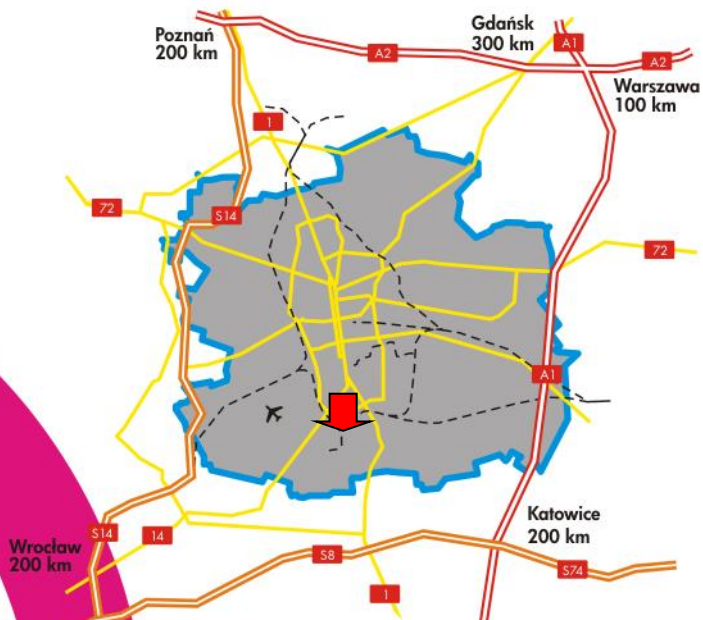 Poznań
200 km
Gdańsk
300 km
A1
A2
A2
Warszawa
100 km
1
72
S14
72
A1
Katowice
200 km
S14
14
Wrocław
200 km
S8
S74
1